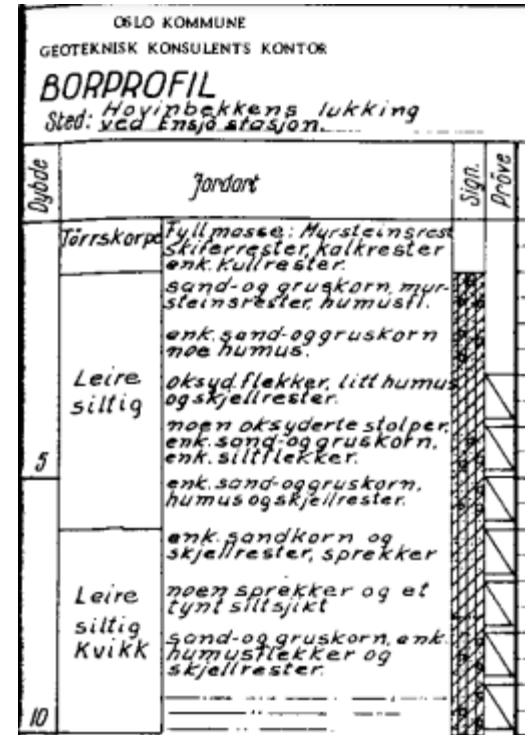 OSLO KOMMUNE
GEOTEKNISK KONSULENTS KONTOR
BORPROFIL
Sted: Hovinbekkens lukking
ved Ensjø stasjon.
Dybde
Jordart
Sign.
Prøve
Törrskorpe
Fyllmasse: Mursteinsrest
Skiferrester, kalkrester
enk. kullrester.
sand-og gruskorn, mur-
steinsrester, humusfl.
enk. sand-og gruskorn
noe humus.
Leire
siltig
oksyd.flekker, litt humus
og skjellrester.
noen oksyderte stolper,
enk. sand-og gruskorn,
enk. siltflekker.
5
enk. sand-og gruskorn,
humus og skjellrester.
enk. sandkorn og
skjellrester, sprekker
Leire
siltig
Kvikk
noen sprekker og et
tynt siltsjikt
sand-og gruskorn, enk.
humusflekker og
skjellrester.
10